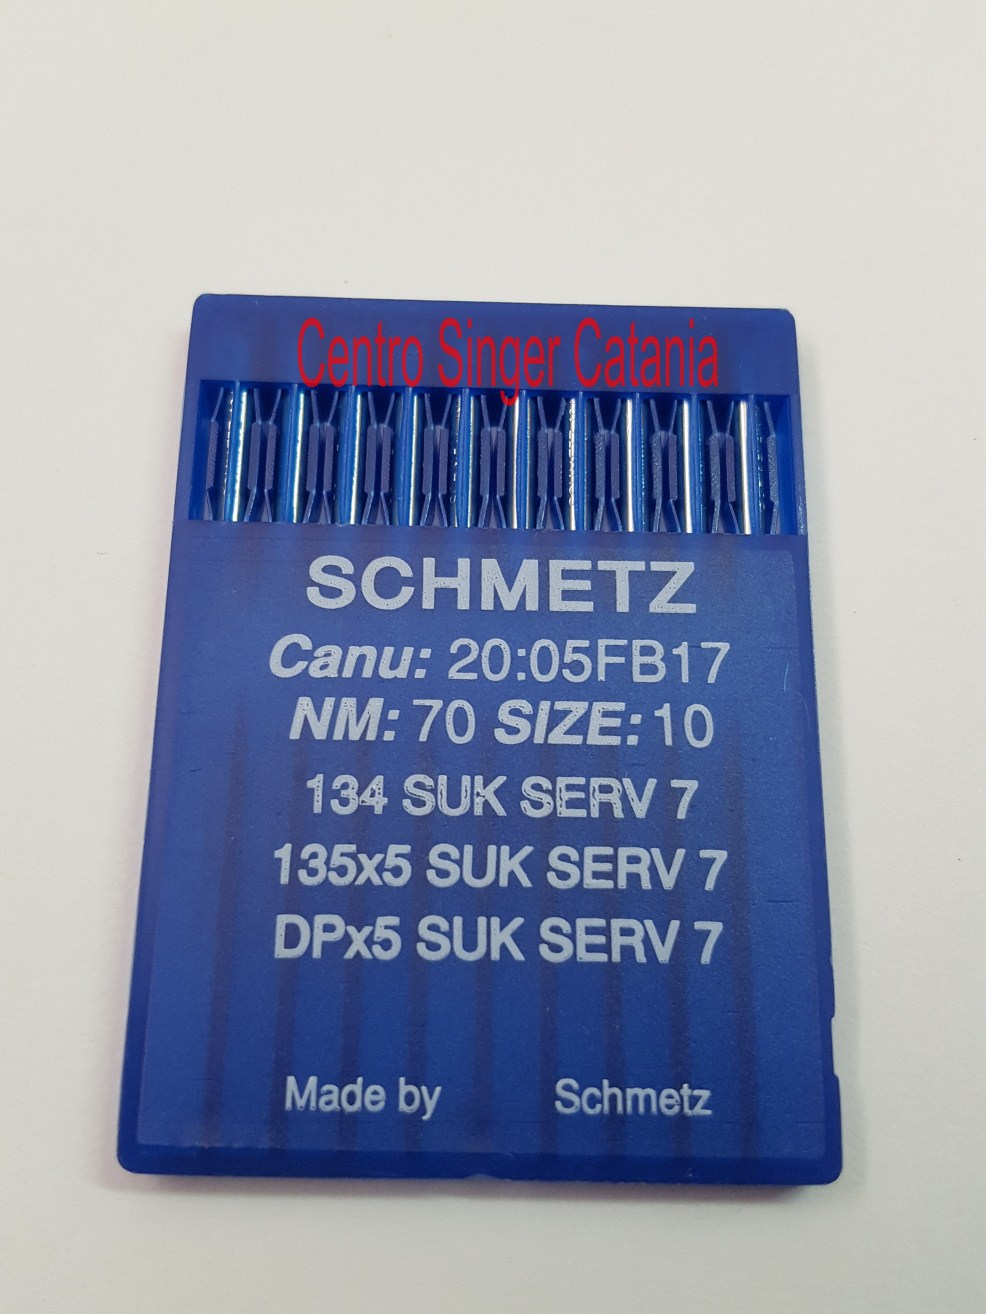 Centro Singer Catania
SCHMETZ
Canu: 20:05FB17
NM: 70 SIZE: 10
134 SUK SERV 7
135x5 SUK SERV 7
DPx5 SUK SERV 7
Made by Schmetz